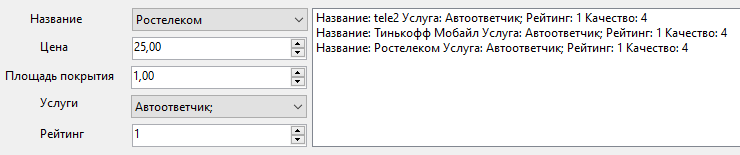 Название
Ростелеком
Цена
25,00
Площадь покрытия
1,00
Услуги
Автоответчик;
Рейтинг
1
Название: tele2 Услуга: Автоответчик; Рейтинг: 1 Качество: 4
Название: Тинькофф Мобайл Услуга: Автоответчик; Рейтинг: 1 Качество: 4
Название: Ростелеком Услуга: Автоответчик; Рейтинг: 1 Качество: 4